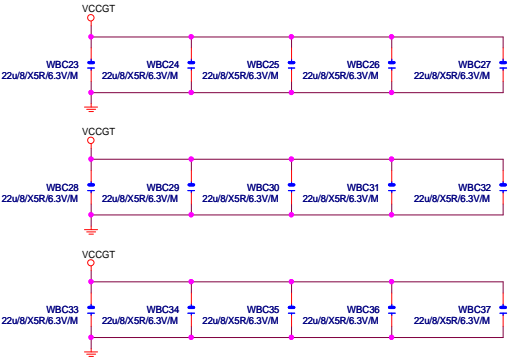 VCCGT
WBC23 WBC24 WBC25 WBC26 WBC27
22u/8/X5R/6.3V/M 22u/8/X5R/6.3V/M 22u/8/X5R/6.3V/M 22u/8/X5R/6.3V/M 22u/8/X5R/6.3V/M
VCCGT
WBC28 WBC29 WBC30 WBC31 WBC32
22u/8/X5R/6.3V/M 22u/8/X5R/6.3V/M 22u/8/X5R/6.3V/M 22u/8/X5R/6.3V/M 22u/8/X5R/6.3V/M
VCCGT
WBC33 WBC34 WBC35 WBC36 WBC37
22u/8/X5R/6.3V/M 22u/8/X5R/6.3V/M 22u/8/X5R/6.3V/M 22u/8/X5R/6.3V/M 22u/8/X5R/6.3V/M